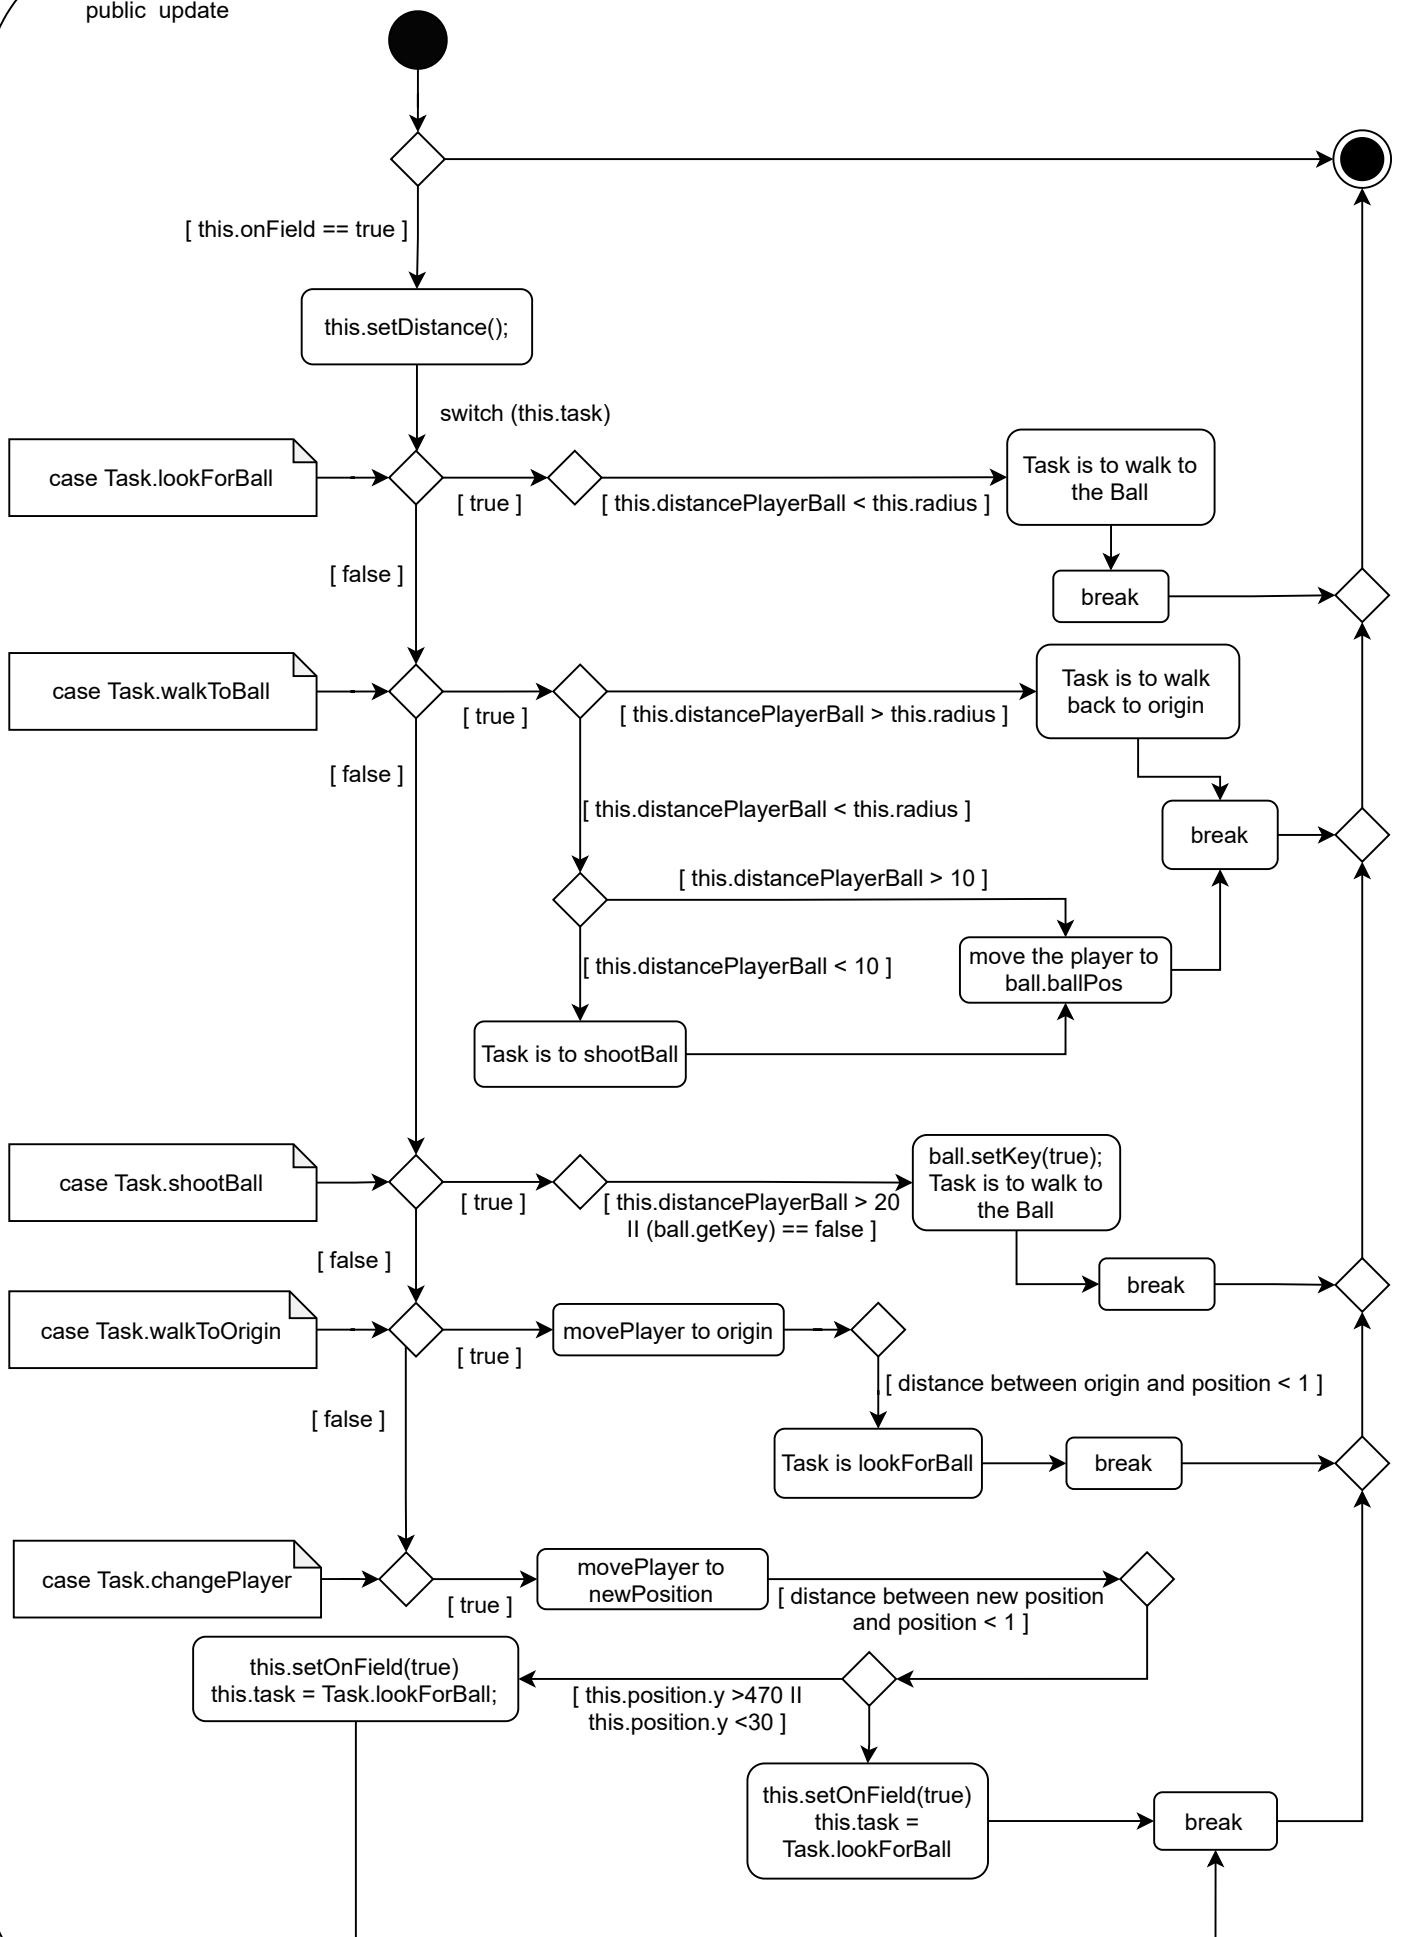 public  update
[ this.onField == true ]
this.setDistance();
switch (this.task)
case Task.lookForBall
[ true ]
[ this.distancePlayerBall < this.radius ]
Task is to walk to
the Ball
[ false ]
break
case Task.walkToBall
[ true ]
[ this.distancePlayerBall > this.radius ]
Task is to walk
back to origin
[ false ]
[ this.distancePlayerBall < this.radius ]
break
[ this.distancePlayerBall > 10 ]
[ this.distancePlayerBall < 10 ]
move the player to
ball.ballPos
Task is to shootBall
case Task.shootBall
[ true ]
[ this.distancePlayerBall > 20
II (ball.getKey) == false ]
ball.setKey(true);
Task is to walk to
the Ball
[ false ]
break
case Task.walkToOrigin
[ true ]
movePlayer to origin
[ distance between origin and position < 1 ]
[ false ]
Task is lookForBall
break
case Task.changePlayer
[ true ]
movePlayer to
newPosition
[ distance between new position
and position < 1 ]
this.setOnField(true)
this.task = Task.lookForBall;
[ this.position.y >470 II
this.position.y <30 ]
this.setOnField(true)
this.task =
Task.lookForBall
break